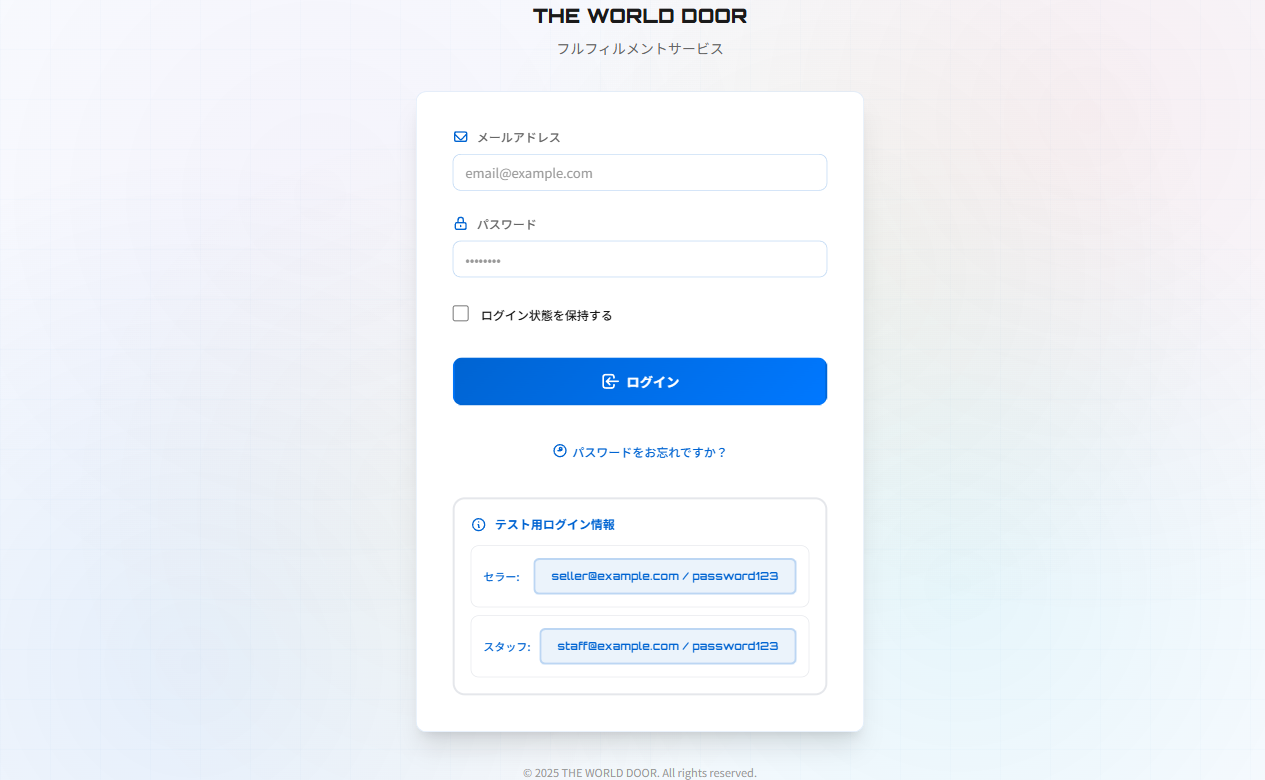 THE WORLD DOOR
フルフィルメントサービス
メールアドレス
email@example.com
パスワード
••••••••
ログイン状態を保持する
ログイン
パスワードをお忘れですか？
テスト用ログイン情報
セラー: seller@example.com / password123
スタッフ: staff@example.com / password123
© 2025 THE WORLD DOOR. All rights reserved.